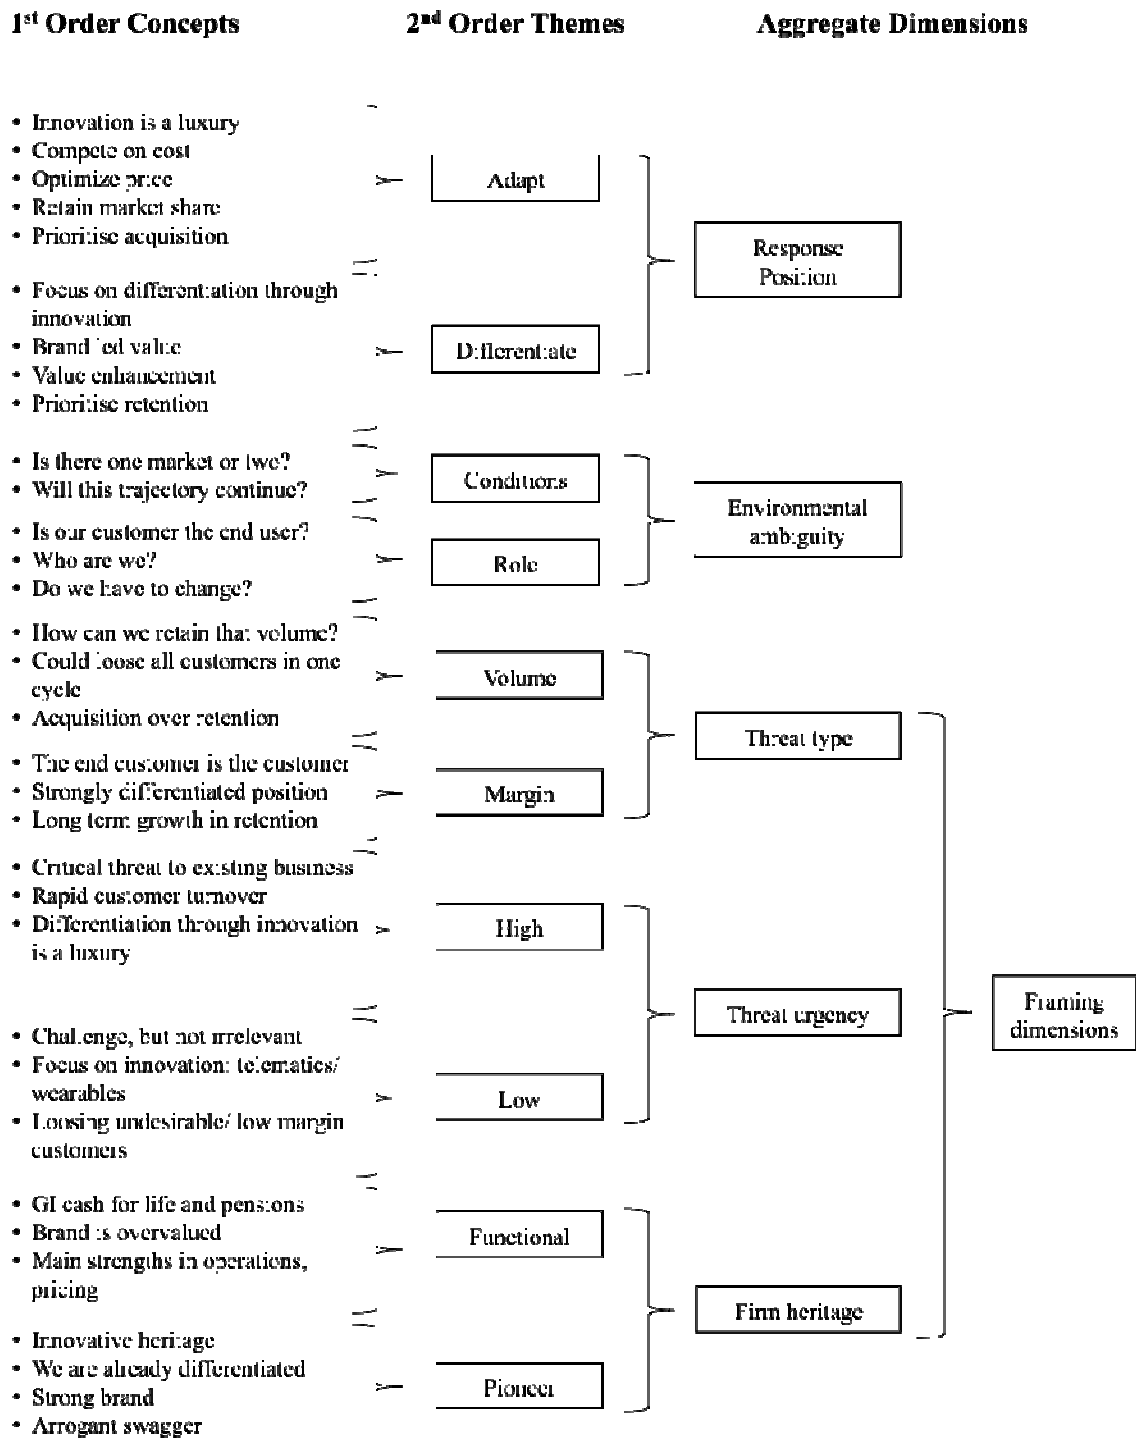 1st Order Concepts
2nd Order Themes
Aggregate Dimensions
• Innovation is a luxury
• Compete on cost
• Optimize price
• Retain market share
• Prioritise acquisition
Adapt
• Focus on differentiation through
innovation
• Brand led value
• Value enhancement
• Prioritise retention
Differentiate
Response
Position
• Is there one market or two?
• Will this trajectory continue?
Conditions
• Is our customer the end user?
• Who are we?
• Do we have to change?
Role
Environmental
ambiguity
• How can we retain that volume?
• Could loose all customers in one
cycle
• Acquisition over retention
Volume
• The end customer is the customer
• Strongly differentiated position
• Long term growth in retention
Margin
Threat type
• Critical threat to existing business
• Rapid customer turnover
• Differentiation through innovation
is a luxury
High
• Challenge, but not irrelevant
• Focus on innovation: telematics/
wearables
• Loosing undesirable/ low margin
customers
Low
Threat urgency
• GI cash for life and pensions
• Brand is overvalued
• Main strengths in operations,
pricing
Functional
• Innovative heritage
• We are already differentiated
• Strong brand
• Arrogant swagger
Pioneer
Firm heritage
Framing
dimensions